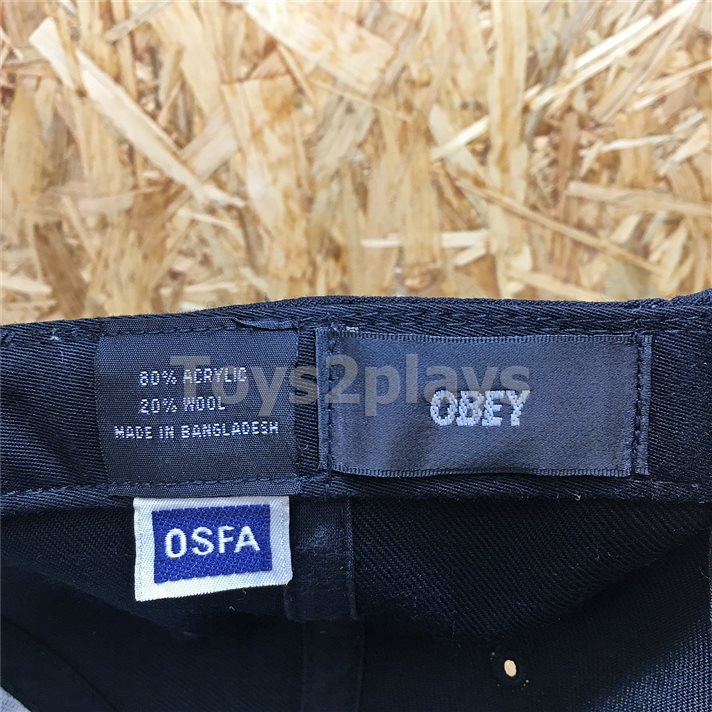 80% ACRYLIC
20% WOOL
MADE IN BANGLADESH
OBEY
OSFA
Toys2plays